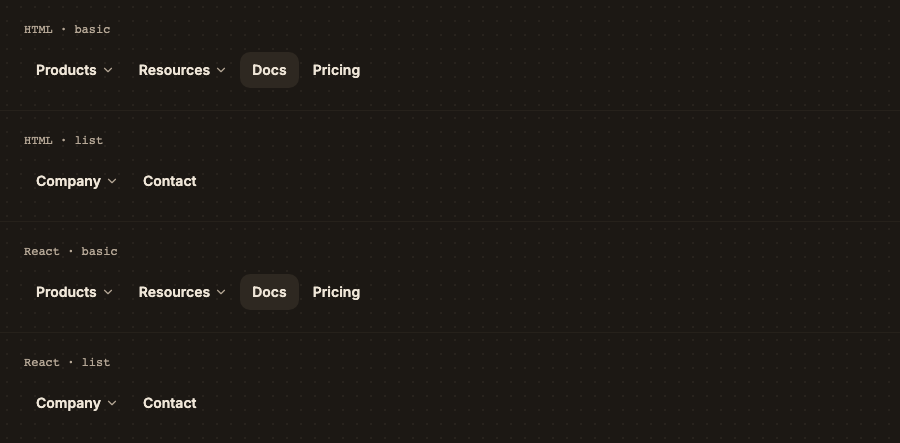 HTML · basic
Products Resources Docs Pricing
HTML · list
Company Contact
React · basic
Products Resources Docs Pricing
React · list
Company Contact